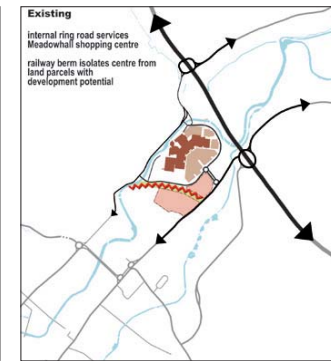 Existing
internal ring road services
Meadowhall shopping centre
railway berm isolates centre from
land parcels with
development potential